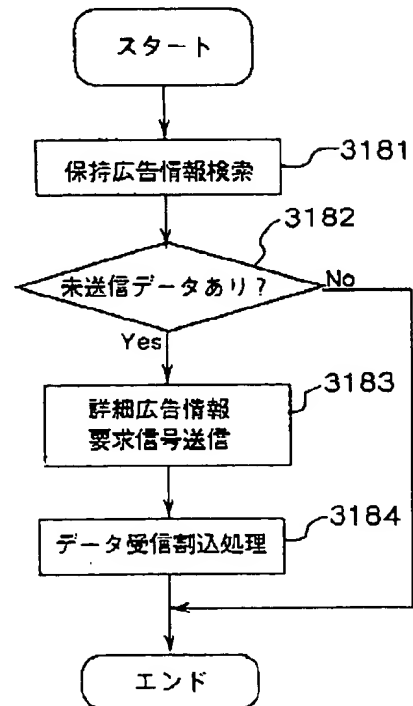 スタート
保持広告情報検索
3181
3182
未送信データあり?
No
Yes
詳細広告情報
要求信号送信
3183
データ受信割込処理
3184
エンド